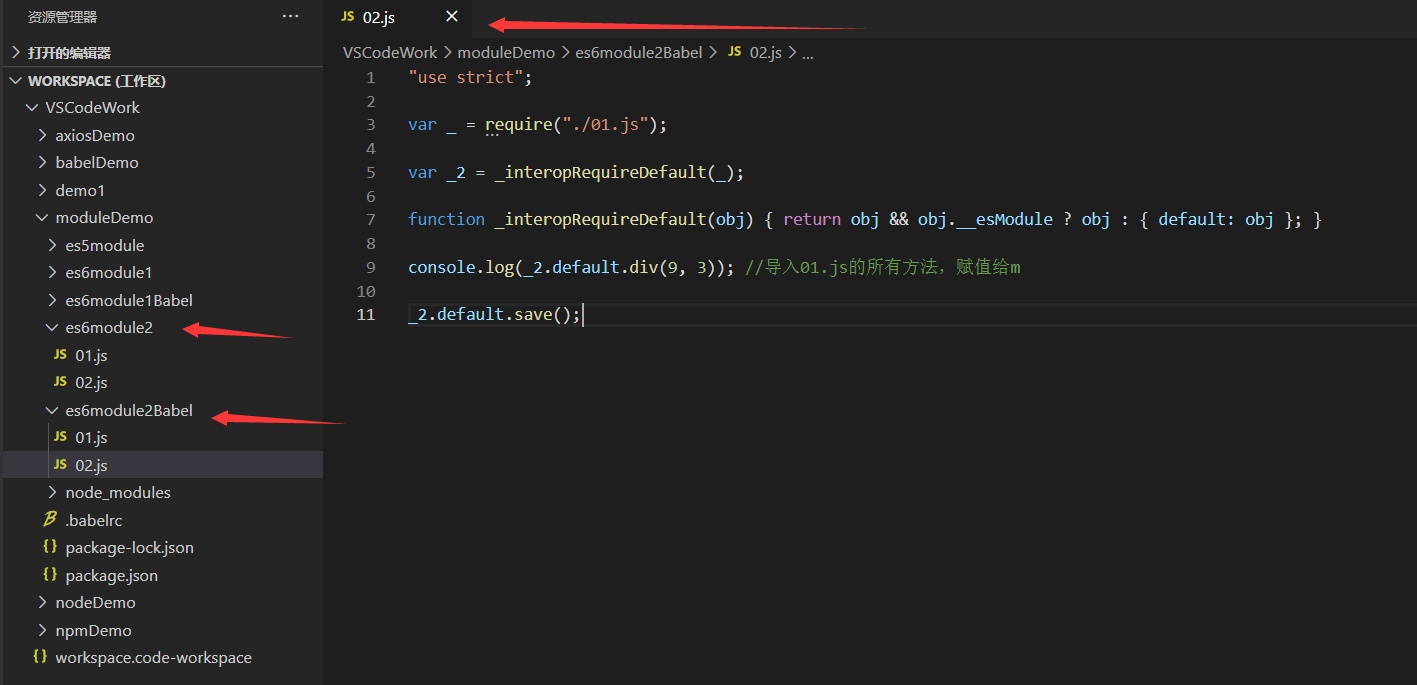 资源管理器
...
打开的编辑器
WORKSPACE (工作区)
VSCodeWork
axiosDemo
babelDemo
demo1
moduleDemo
es5module
es6module1
es6module1Babel
es6module2
JS 01.js
JS 02.js
es6module2Babel
JS 01.js
JS 02.js
node_modules
.babelrc
{} package-lock.json
{} package.json
nodeDemo
npmDemo
{} workspace.code-workspace
JS 02.js
VSCodeWork > moduleDemo > es6module2Babel > JS 02.js > ...
1 "use strict";
2
3 var _ = require("./01.js");
4
5 var _2 = _interopRequireDefault(_);
6
7 function _interopRequireDefault(obj) { return obj && obj.__esModule ? obj : { default: obj }; }
8
9 console.log(_2.default.div(9, 3)); //导入01.js的所有方法，赋值给m
10
11 _2.default.save();